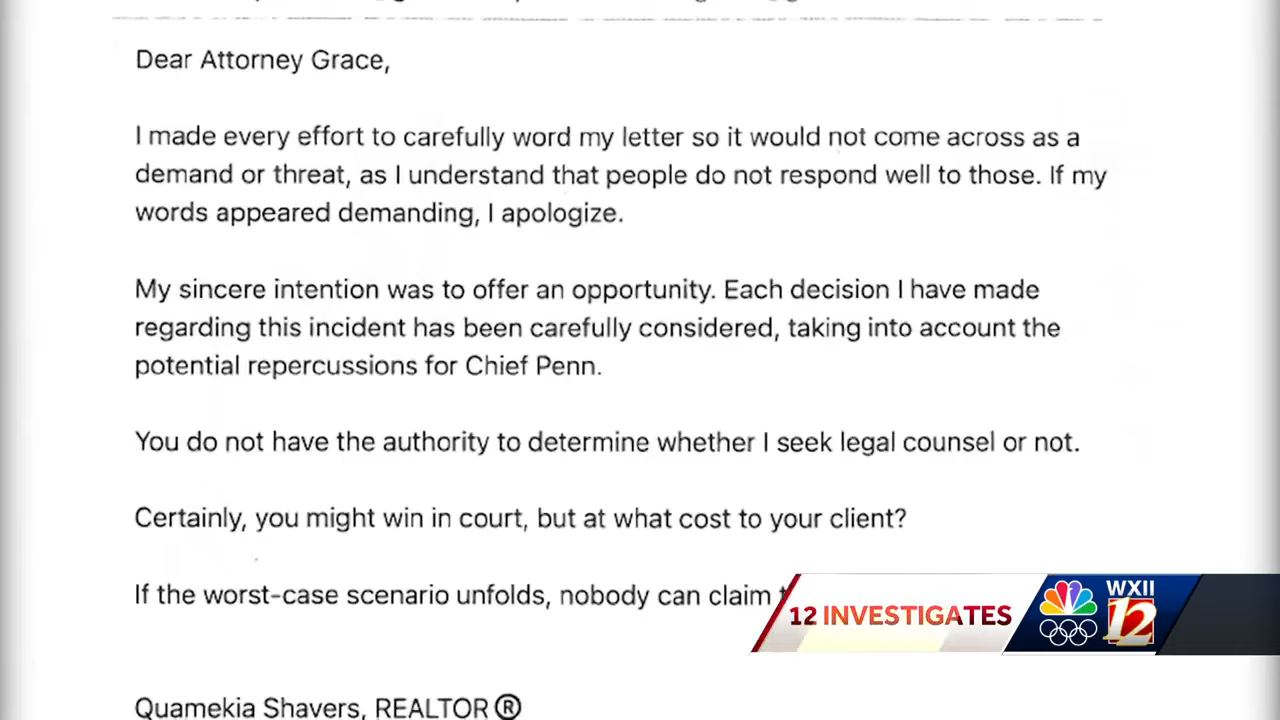 Dear Attorney Grace,
I made every effort to carefully word my letter so it would not come across as a
demand or threat, as I understand that people do not respond well to those. If my
words appeared demanding, I apologize.
My sincere intention was to offer an opportunity. Each decision I have made
regarding this incident has been carefully considered, taking into account the
potential repercussions for Chief Penn.
You do not have the authority to determine whether I seek legal counsel or not.
Certainly, you might win in court, but at what cost to your client?
If the worst-case scenario unfolds, nobody can claim
12 INVESTIGATES
WXII
12
Quamekia Shavers, REALTOR®